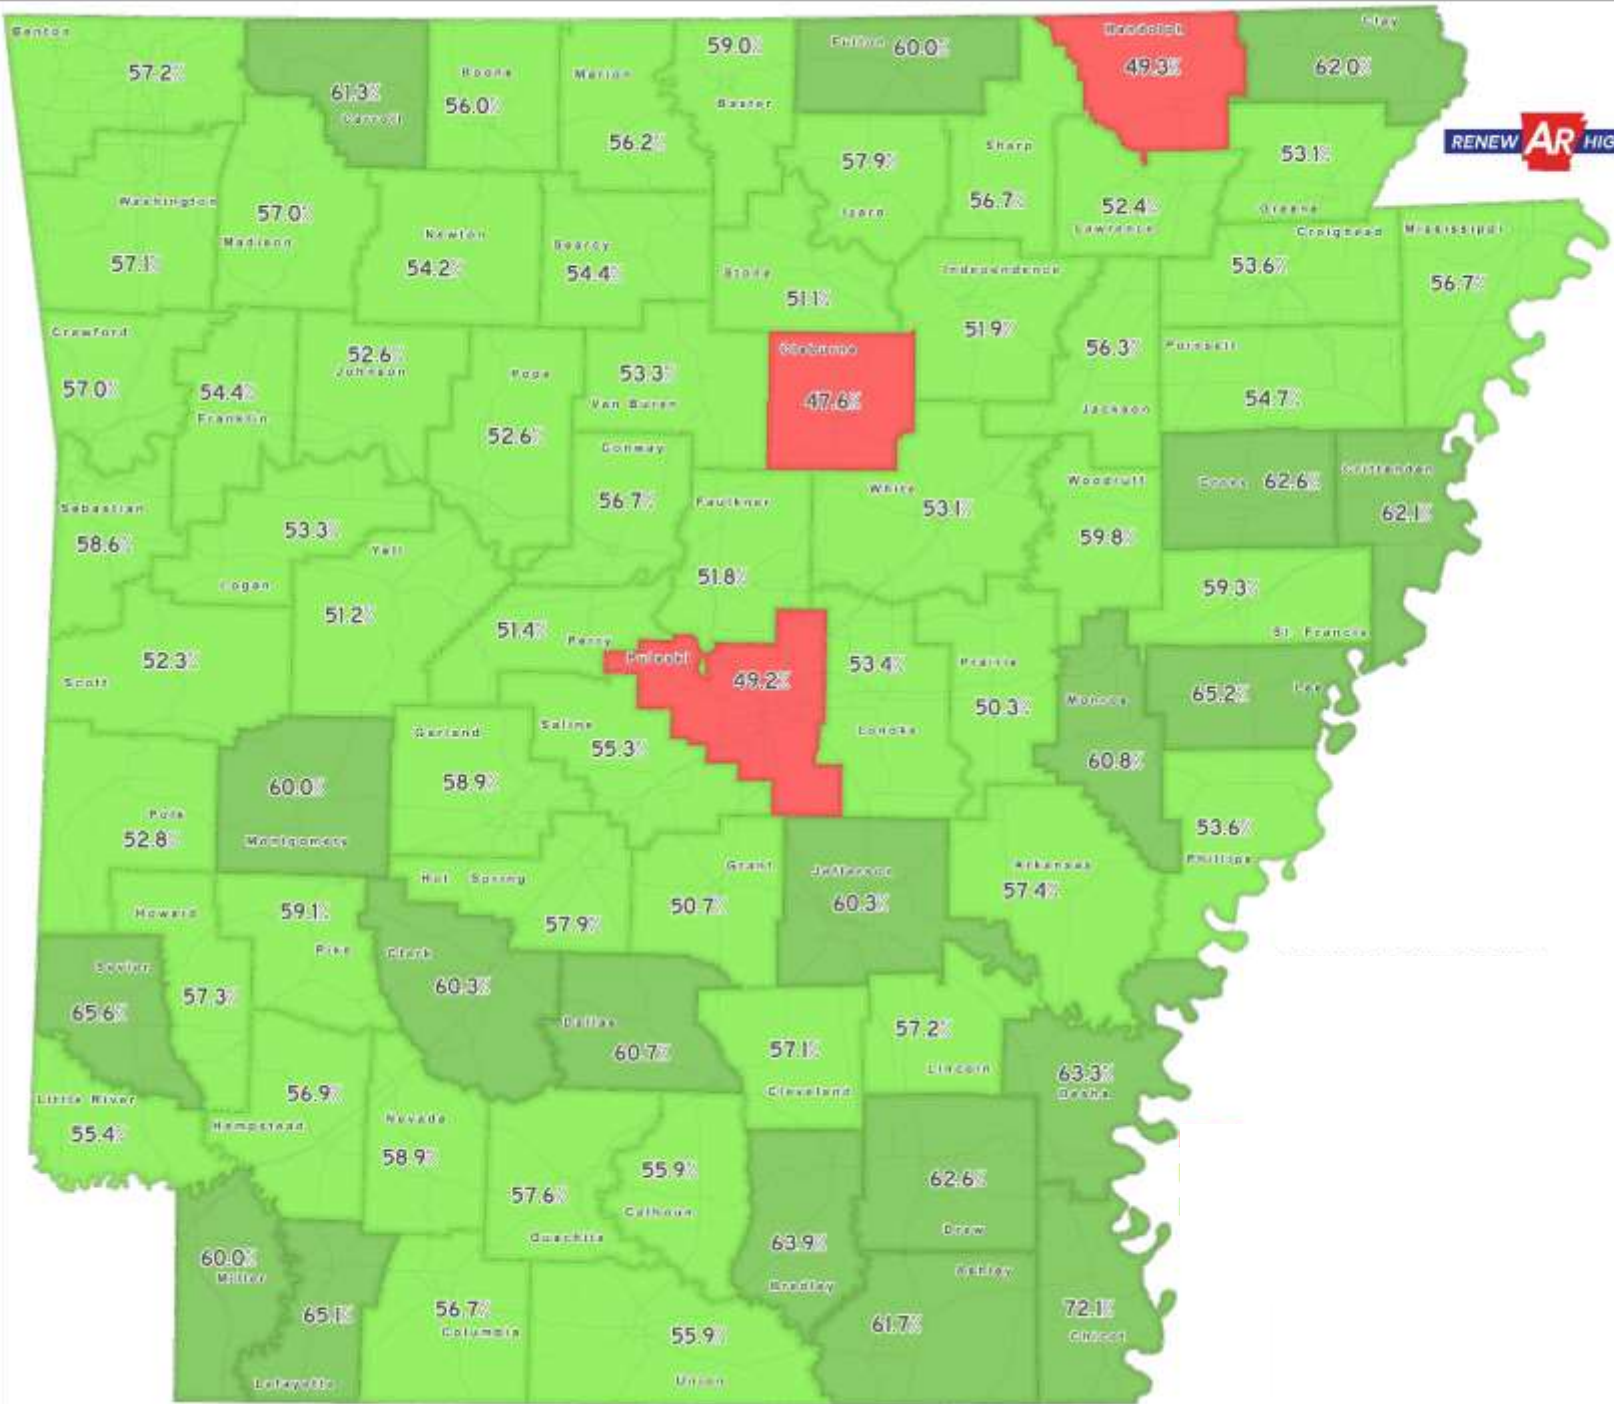 Benton
57.2%
61.3%
Carroll
Boone
56.0%
Marion
56.2%
59.0%
Baxter
Fulton 60.0%
Randolph
49.3%
Clay
62.0%
RENEW AR HIG
Washington
57.1%
57.0%
Madison
Newton
54.2%
Searcy
54.4%
Stone
51.1%
57.9%
Izard
Sharp
56.7%
52.4%
Lawrence
53.1%
Greene
Craighead
53.6%
Mississippi
56.7%
Independence
51.9%
Crawford
57.0%
54.4%
Franklin
52.6%
Johnson
Pope
52.6%
53.3%
Van Buren
Cleburne
47.6%
56.3%
Jackson
Poinsett
54.7%
Sebastian
58.6%
53.3%
Logan
Yell
51.2%
Conway
56.7%
Faulkner
51.8%
White
53.1%
Woodruff
59.8%
Cross 62.6%
Crittenden
62.1%
59.3%
St. Francis
52.3%
Scott
51.4%
Perry
Pulaski
49.2%
53.4%
Lonoke
Prairie
50.3%
Monroe
60.8%
65.2%
Lee
Polk
52.8%
60.0%
Montgomery
Garland
58.9%
Saline
55.3%
53.6%
Phillips
Howard
57.3%
59.1%
Pike
Hot Spring
57.9%
Grant
50.7%
Jefferson
60.3%
Arkansas
57.4%
Sevier
65.6%
Clark
60.3%
Dallas
60.7%
57.1%
Cleveland
57.2%
Lincoln
63.3%
Desha
Little River
55.4%
56.9%
Hempstead
Nevada
58.9%
57.6%
Ouachita
55.9%
Calhoun
63.9%
Bradley
62.6%
Drew
60.0%
Miller
65.1%
Lafayette
56.7%
Columbia
55.9%
Union
Ashley
61.7%
72.1%
Chicot